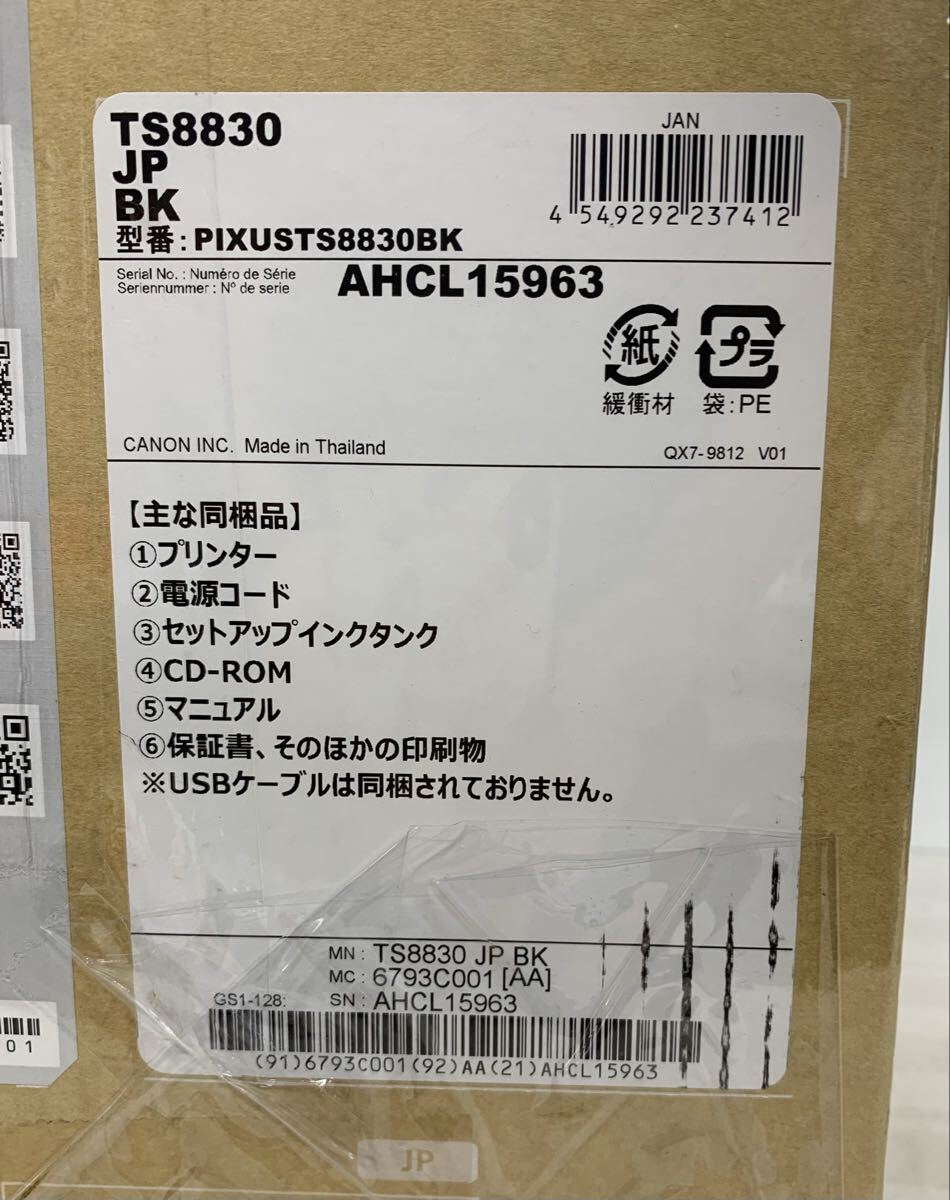 TS8830
JP
BK
型番:PIXUSTS8830BK
JAN
4 549292 237412
Serial No. : Numéro de Série
Seriennummer : Nº de serie
AHCL15963
紙
プラ
緩衝材
袋:PE
CANON INC. Made in Thailand
QX7-9812 V01
【主な同梱品】
①プリンター
②電源コード
③セットアップインクタンク
④CD-ROM
⑤マニュアル
⑥保証書、そのほかの印刷物
※USBケーブルは同梱されておりません。
MN : TS8830 JP BK
MC : 6793C001 [AA]
GS1-128: SN : AHCL15963
(91)6793C001(92)AA(21)AHCL15963
01
JP